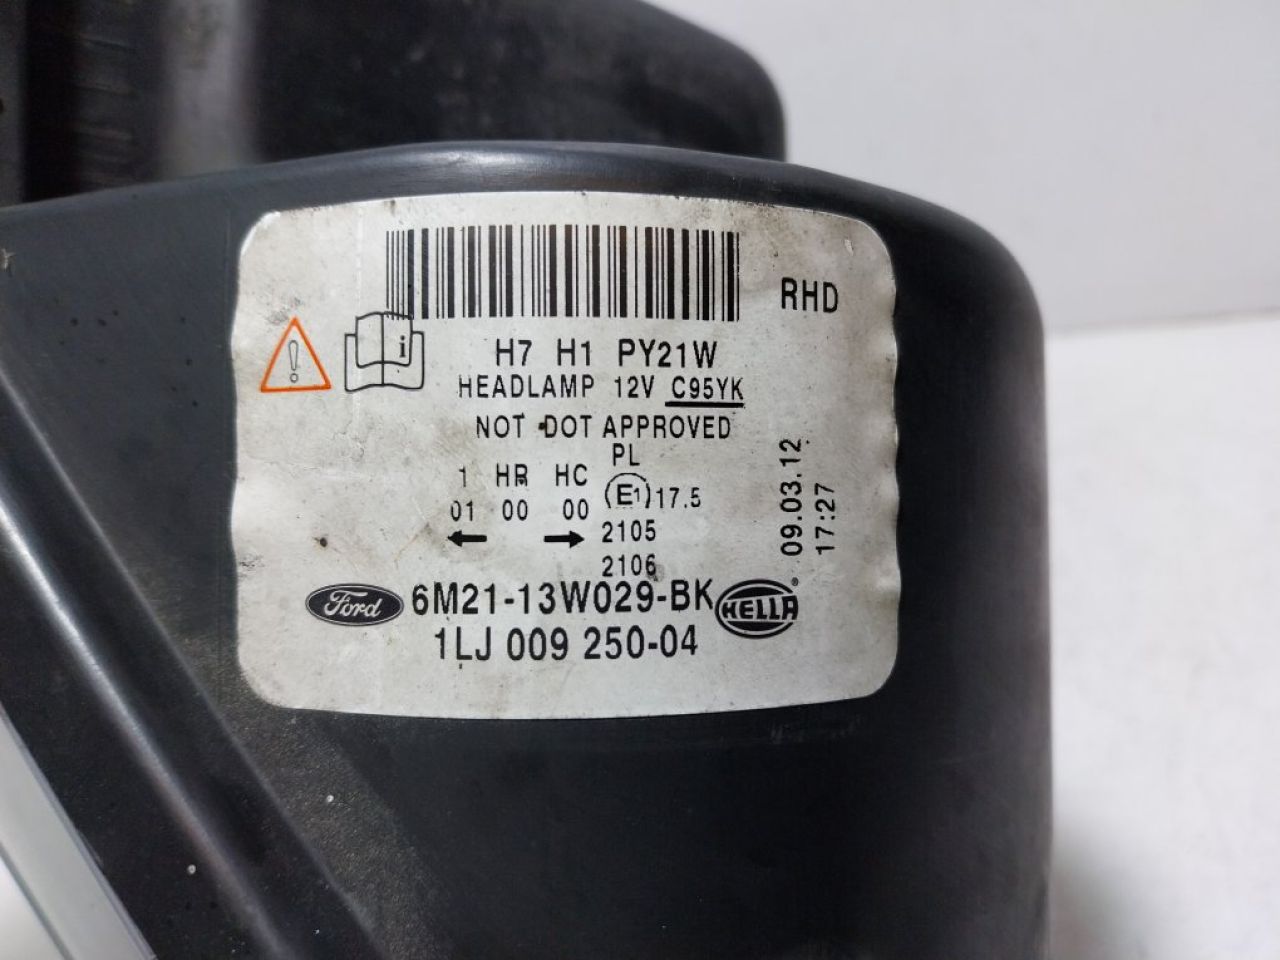 RHD
i
H7 H1 PY21W
HEADLAMP 12V C95YK
NOT DOT APPROVED
PL
1 HR HC E1 17.5
01 00 00
2105
2106
09.03.12
17:27
Ford 6M21-13W029-BK HELLA
1LJ 009 250-04